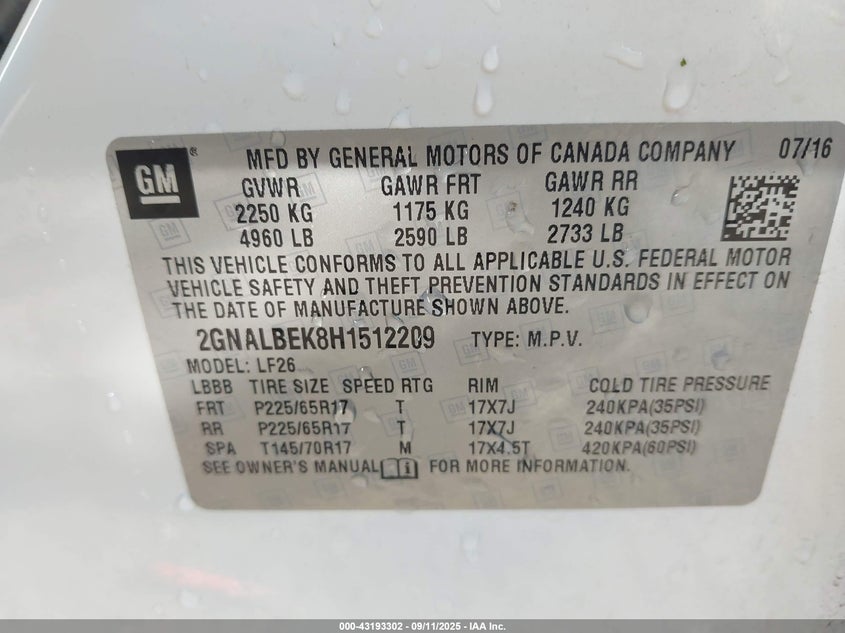 GM ® MFD BY GENERAL MOTORS OF CANADA COMPANY 07/16
GVWR GAWR FRT GAWR RR
2250 KG 1175 KG 1240 KG
4960 LB 2590 LB 2733 LB
THIS VEHICLE CONFORMS TO ALL APPLICABLE U.S. FEDERAL MOTOR
VEHICLE SAFETY AND THEFT PREVENTION STANDARDS IN EFFECT ON
THE DATE OF MANUFACTURE SHOWN ABOVE.
2GNALBEK8H1512209 TYPE: M.P.V.
MODEL: LF26
LBBB TIRE SIZE SPEED RTG RIM COLD TIRE PRESSURE
FRT P225/65R17 T 17X7J 240KPA(35PSI)
RR P225/65R17 T 17X7J 240KPA(35PSI)
SPA T145/70R17 M 17X4.5T 420KPA(60PSI)
SEE OWNER'S MANUAL FOR MORE INFORMATION.
000-43193302 - 09/11/2025 - IAA Inc.